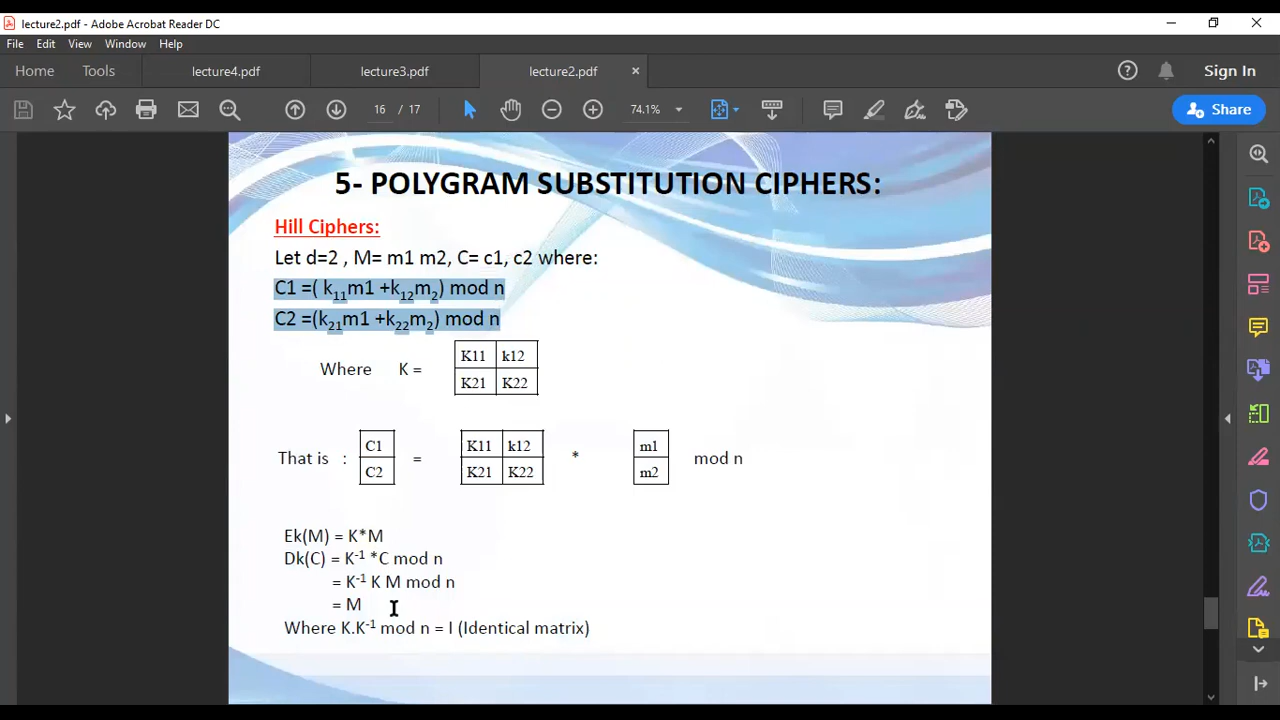 lecture2.pdf - Adobe Acrobat Reader DC
File Edit View Window Help
Home Tools lecture4.pdf lecture3.pdf lecture2.pdf Sign In
16 / 17 74.1% Share
5- POLYGRAM SUBSTITUTION CIPHERS:
Hill Ciphers:
Let d=2 , M= m1 m2, C= c1, c2 where:
C1 =( k11m1 +k12m2) mod n
C2 =(k21m1 +k22m2) mod n
Where K =
K11 k12
K21 K22
That is : C1 = K11 k12 * m1 mod n
C2 K21 K22 m2
Ek(M) = K*M
Dk(C) = K-1 *C mod n
= K-1 K M mod n
= M
Where K.K-1 mod n = I (Identical matrix)